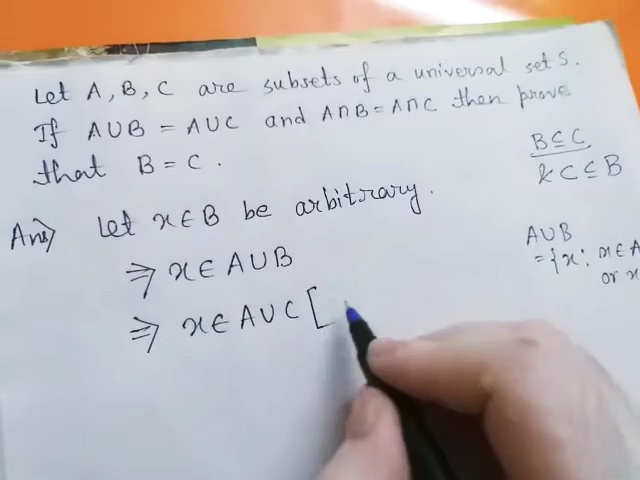 Let A, B, C are subsets of a universal set S.
If A∪B = A∪C and A∩B = A∩C then prove
that B = C.
B⊆C
& C⊆B
Ans⇒ Let x∈B be arbitrary.
⇒ x∈A∪B
⇒ x∈A∪C [
A∪B
={x: x∈A
or x